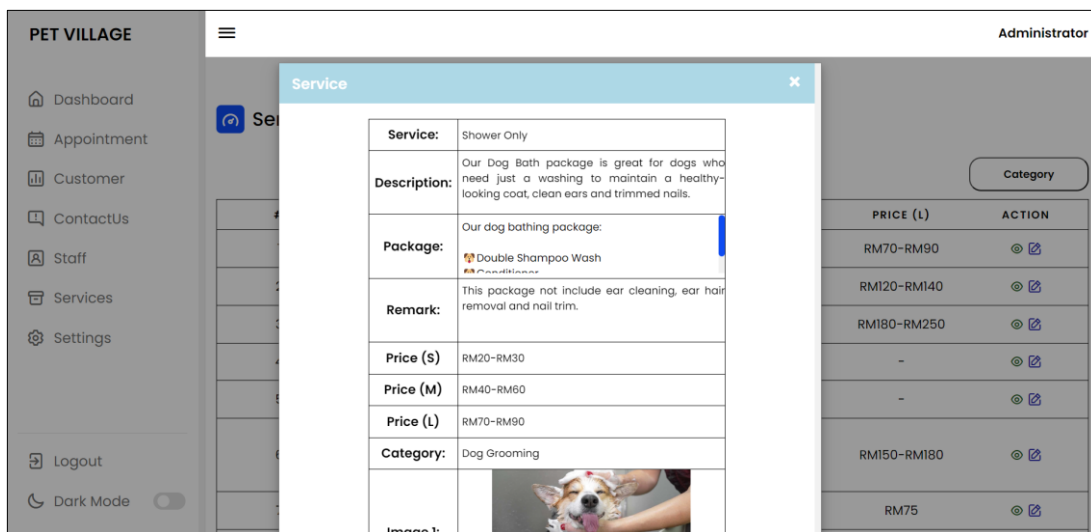 PET VILLAGE
Administrator
Dashboard
Appointment
Customer
ContactUs
Staff
Services
Settings
Logout
Dark Mode
Category
Service
Service: Shower Only
Description: Our Dog Bath package is great for dogs who
need just a washing to maintain a healthy-
looking coat, clean ears and trimmed nails.
Package: Our dog bathing package:
🐶Double Shampoo Wash
🐶Conditioner
Remark: This package not include ear cleaning, ear hair
removal and nail trim.
Price (S) RM20-RM30
Price (M) RM40-RM60
Price (L) RM70-RM90
Category: Dog Grooming
Image 1:
PRICE (L) ACTION
RM70-RM90
RM120-RM140
RM180-RM250
-
-
RM150-RM180
RM75